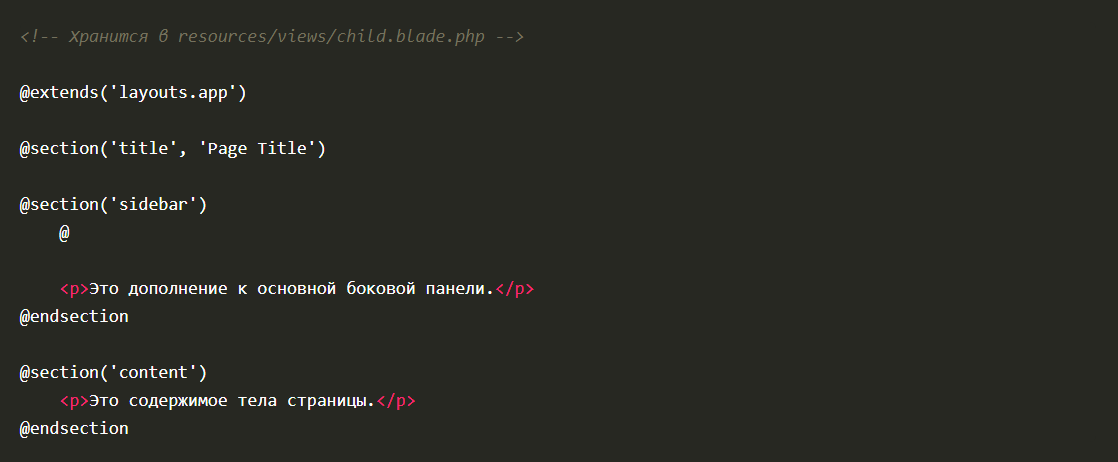 <!-- Хранится в resources/views/child.blade.php -->
@extends('layouts.app')
@section('title', 'Page Title')
@section('sidebar')
@
<p>Это дополнение к основной боковой панели.</p>
@endsection
@section('content')
<p>Это содержимое тела страницы.</p>
@endsection